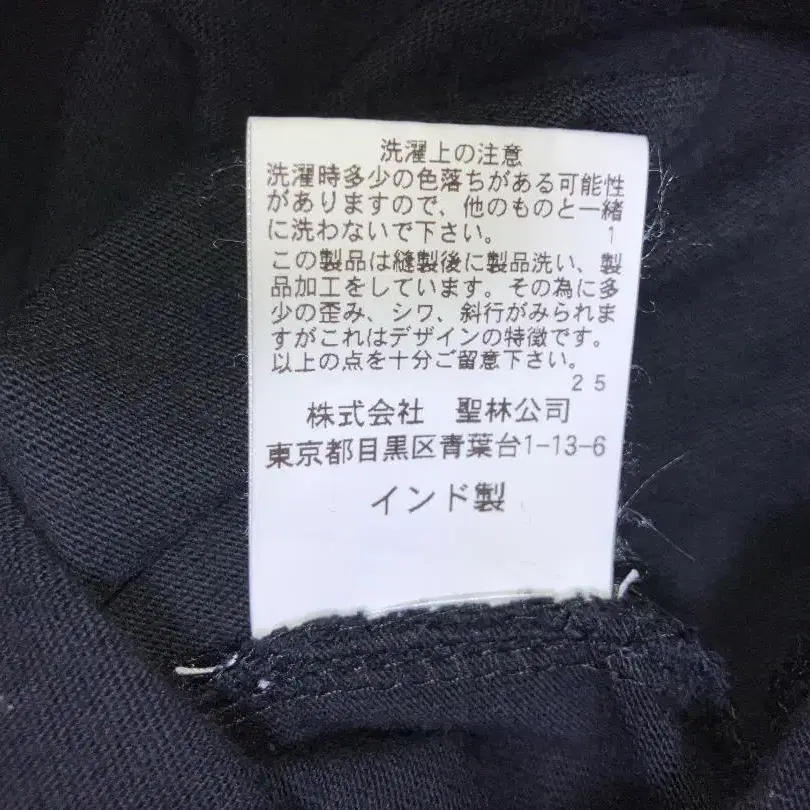 洗濯上の注意
洗濯時多少の色落ちがある可能性
がありますので、他のものと一緒
に洗わないで下さい。 1
この製品は縫製後に製品洗い、製
品加工をしています。その為に多
少の歪み、シワ、斜行がみられま
すがこれはデザインの特徴です。
以上の点を十分ご留意下さい。
25
株式会社 聖林公司
東京都目黒区青葉台1-13-6
インド製